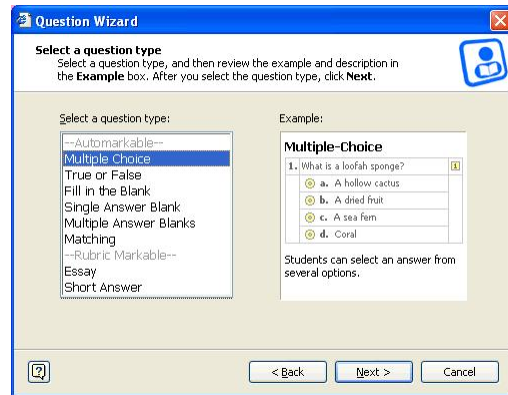 Question Wizard
Select a question type
Select a question type, and then review the example and description in
the Example box. After you select the question type, click Next.
Select a question type:
--Automarkable--
Multiple Choice
True or False
Fill in the Blank
Single Answer Blank
Multiple Answer Blanks
Matching
--Rubric Markable--
Essay
Short Answer
Example:
Multiple-Choice
1. What is a loofah sponge? 1
a. A hollow cactus
b. A dried fruit
c. A sea fern
d. Coral
Students can select an answer from
several options.
< Back
Next >
Cancel